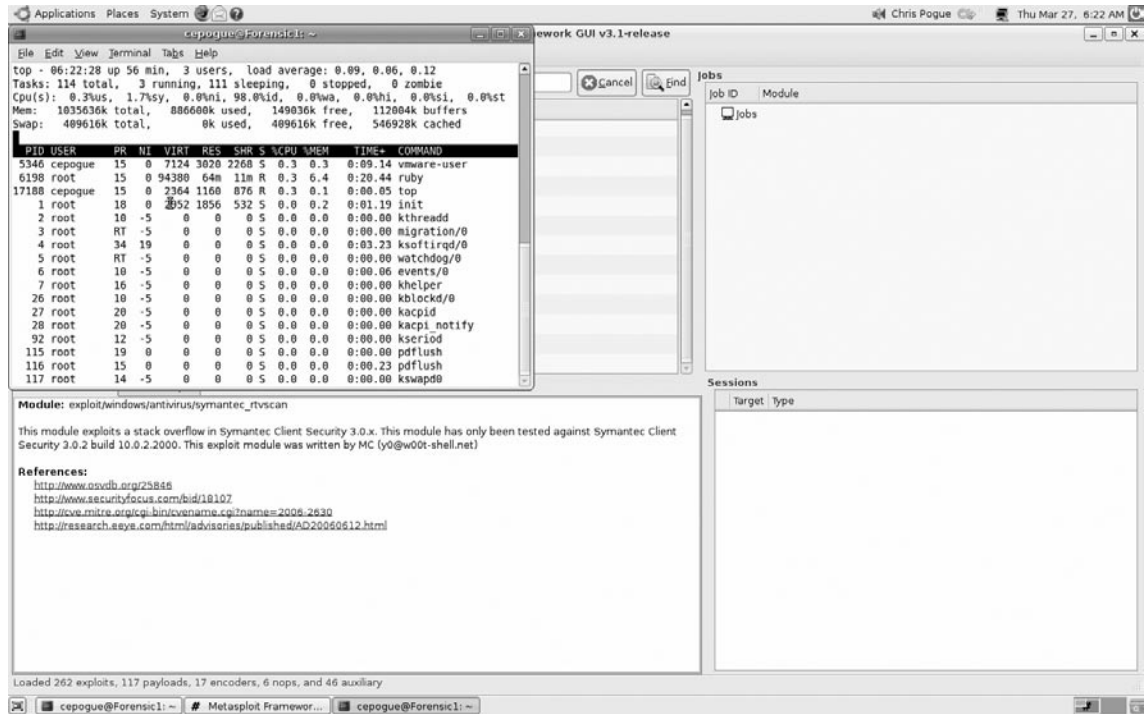 Applications Places System
Chris Pogue
Thu Mar 27, 6:22 AM
cepogue@Forensic1: ~
ework GUI v3.1-release
File Edit View Terminal Tabs Help
top - 06:22:28 up 56 min, 3 users, load average: 0.09, 0.06, 0.12
Tasks: 114 total, 3 running, 111 sleeping, 0 stopped, 0 zombie
Cpu(s): 0.3%us, 1.7%sy, 0.0%ni, 98.0%id, 0.0%wa, 0.0%hi, 0.0%si, 0.0%st
Mem: 1035636k total, 886600k used, 149036k free, 112004k buffers
Swap: 409616k total, 0k used, 409616k free, 546928k cached
PID USER PR NI VIRT RES SHR S %CPU %MEM TIME+ COMMAND
5346 cepogue 15 0 7124 3020 2268 S 0.3 0.3 0:09.14 vmware-user
6198 root 15 0 94380 64m 11m R 0.3 6.4 0:20.44 ruby
17188 cepogue 15 0 2364 1160 876 R 0.3 0.1 0:00.05 top
1 root 18 0 2952 1856 532 S 0.0 0.2 0:01.19 init
2 root 10 -5 0 0 0 S 0.0 0.0 0:00.00 kthreadd
3 root RT -5 0 0 0 S 0.0 0.0 0:00.00 migration/0
4 root 34 19 0 0 0 S 0.0 0.0 0:03.23 ksoftirqd/0
5 root RT -5 0 0 0 S 0.0 0.0 0:00.00 watchdog/0
6 root 10 -5 0 0 0 S 0.0 0.0 0:00.06 events/0
7 root 16 -5 0 0 0 S 0.0 0.0 0:00.00 khelper
26 root 10 -5 0 0 0 S 0.0 0.0 0:00.00 kblockd/0
27 root 20 -5 0 0 0 S 0.0 0.0 0:00.00 kacpid
28 root 20 -5 0 0 0 S 0.0 0.0 0:00.00 kacpi_notify
92 root 12 -5 0 0 0 S 0.0 0.0 0:00.00 kseriod
115 root 19 0 0 0 0 S 0.0 0.0 0:00.00 pdflush
116 root 15 0 0 0 0 S 0.0 0.0 0:00.23 pdflush
117 root 14 -5 0 0 0 S 0.0 0.0 0:00.00 kswapd0
Cancel Find
Jobs
Job ID Module
Jobs
Sessions
Target Type
Module: exploit/windows/antivirus/symantec_rtvscan
This module exploits a stack overflow in Symantec Client Security 3.0.x. This module has only been tested against Symantec Client
Security 3.0.2 build 10.0.2.2000. This exploit module was written by MC (y0@w00t-shell.net)
References:
http://www.osvdb.org/25846
http://www.securityfocus.com/bid/18107
http://cve.mitre.org/cgi-bin/cvename.cgi?name=2006-2630
http://research.eeye.com/html/advisories/published/AD20060612.html
Loaded 262 exploits, 117 payloads, 17 encoders, 6 nops, and 46 auxiliary
cepogue@Forensic1: ~
# Metasploit Framewor...
cepogue@Forensic1: ~